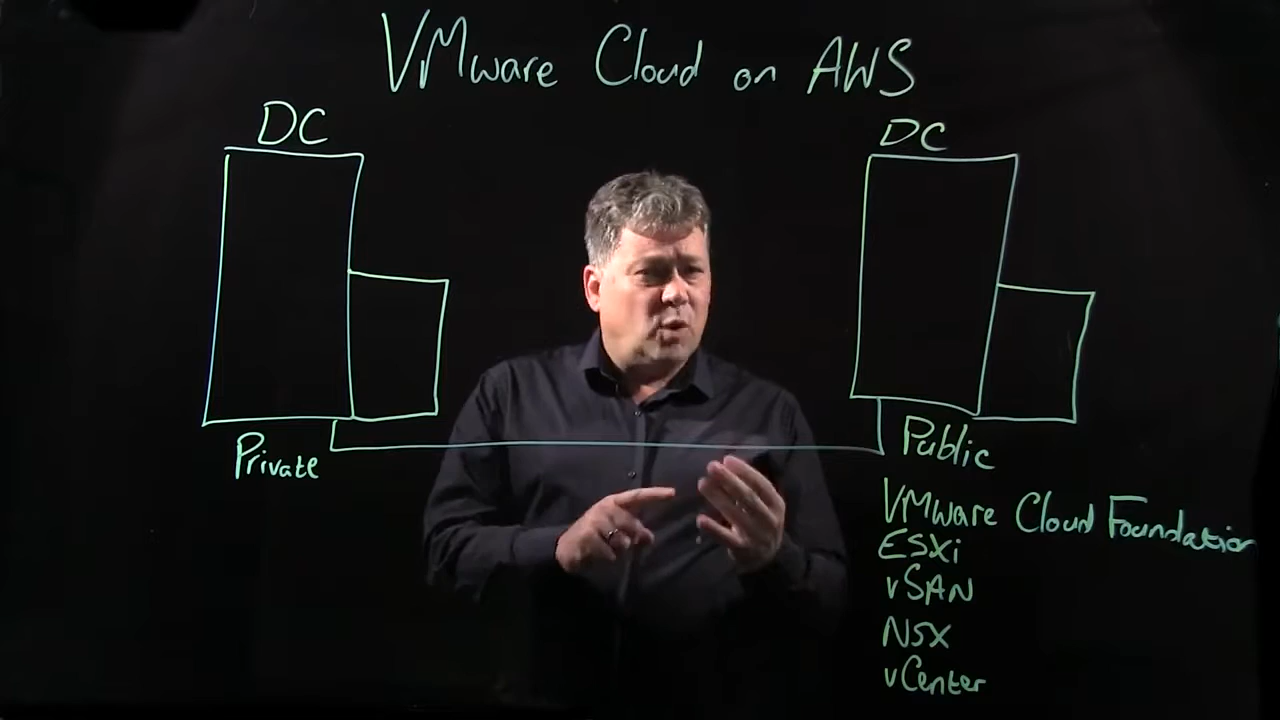 VMware Cloud on AWS
DC
DC
Private
Public
VMware Cloud Foundation
ESXi
vSAN
NSX
vCenter